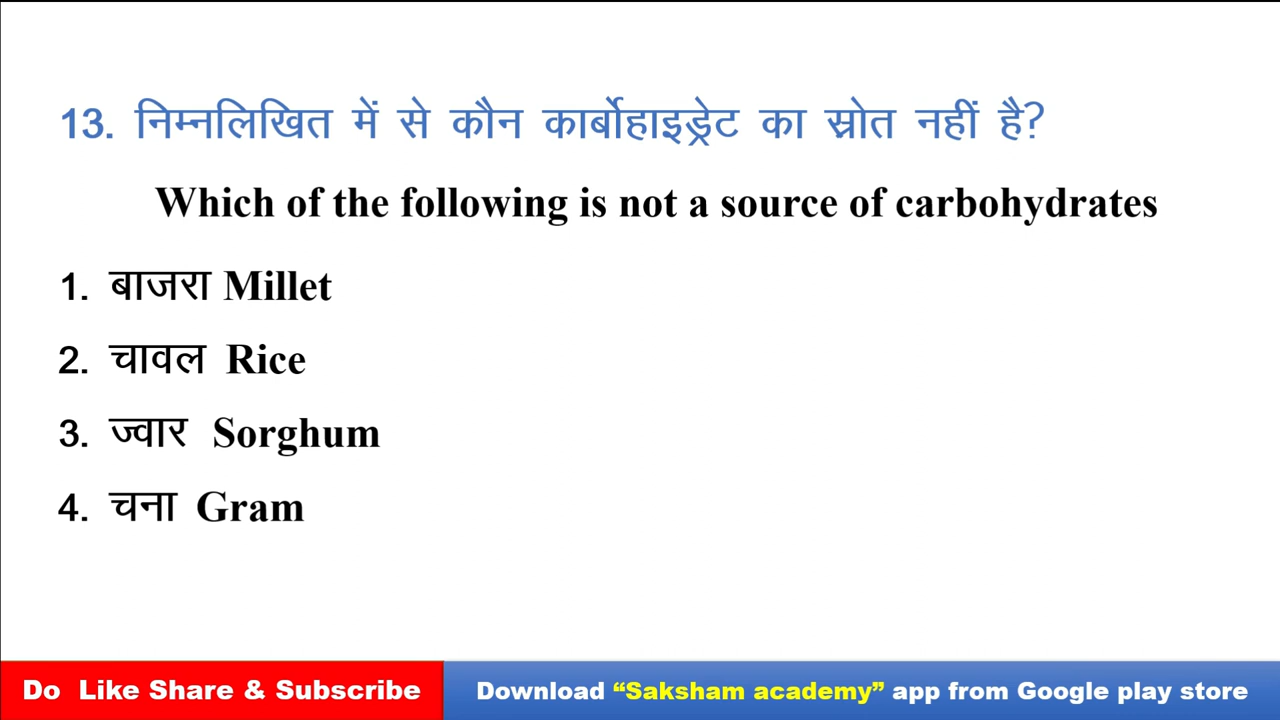 13. निम्नलिखित में से कौन कार्बोहाइड्रेट का स्रोत नहीं है?
Which of the following is not a source of carbohydrates
1. बाजरा Millet
2. चावल Rice
3. ज्वार Sorghum
4. चना Gram
Do Like Share & Subscribe
Download “Saksham academy” app from Google play store